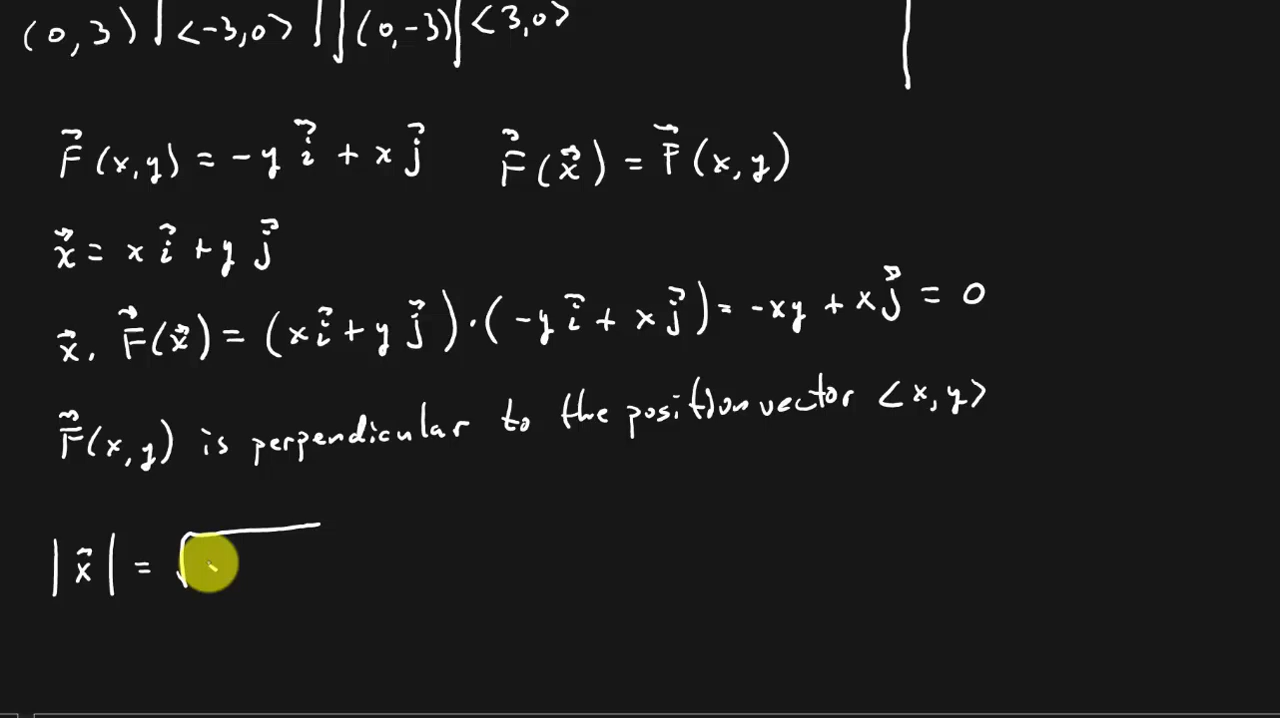 (0,3) | <-3,0> || (0,-3) | <3,0>
F⃗(x,y) = -y i⃗ + x j⃗ F⃗(x⃗) = F⃗(x,y)
x⃗ = x i⃗ + y j⃗
x⃗ . F⃗(x⃗) = (x i⃗ + y j⃗) · (-y i⃗ + x j⃗) = -xy + x j⃗ = 0
F⃗(x,y) is perpendicular to the position vector <x,y>
|x⃗| = √